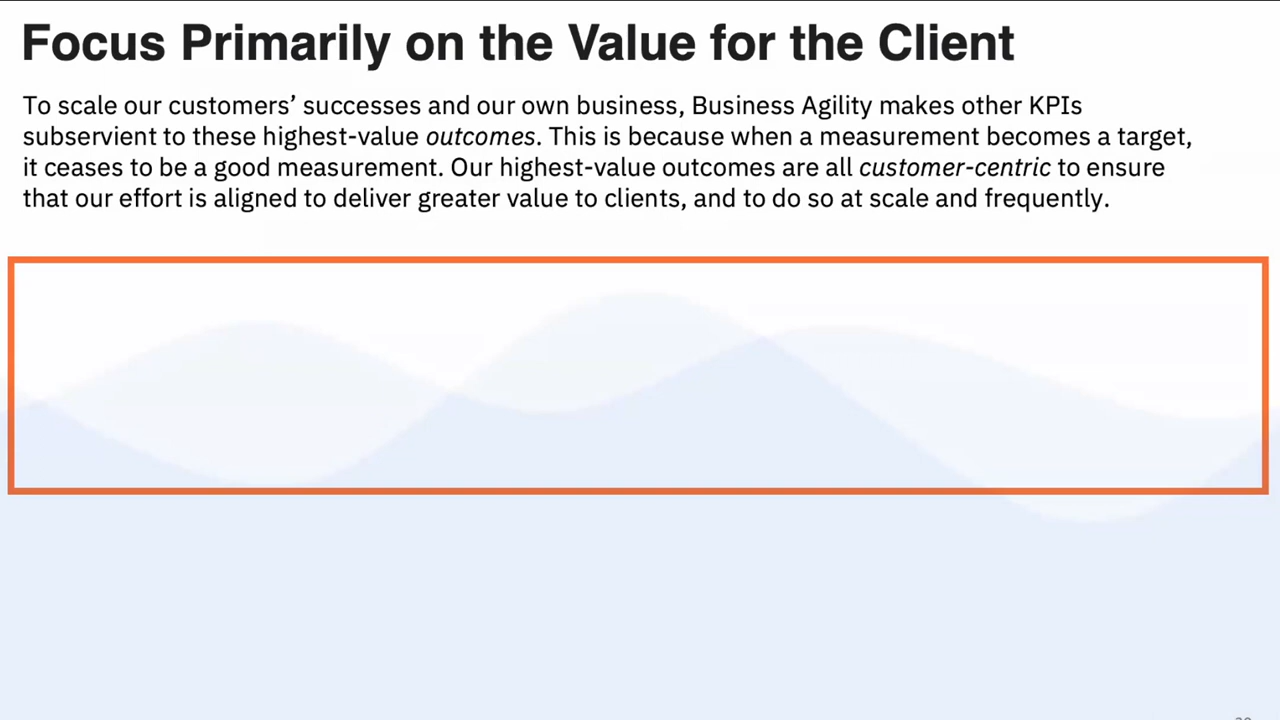 Focus Primarily on the Value for the Client
To scale our customers’ successes and our own business, Business Agility makes other KPIs
subservient to these highest-value outcomes. This is because when a measurement becomes a target,
it ceases to be a good measurement. Our highest-value outcomes are all customer-centric to ensure
that our effort is aligned to deliver greater value to clients, and to do so at scale and frequently.